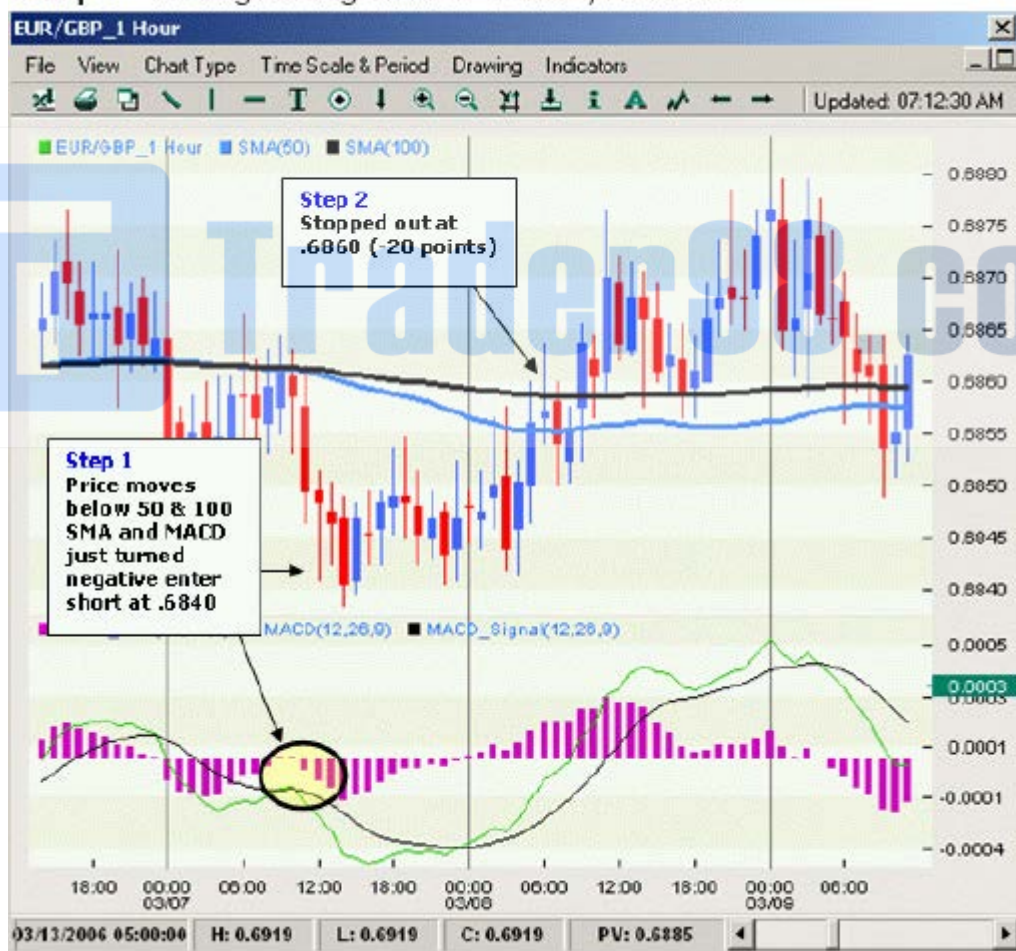 EUR/GBP_1 Hour
File View Chart Type Time Scale & Period Drawing Indicators
Updated: 07:12:30 AM
EUR/GBP_1 Hour SMA(50) SMA(100)
Step 2
Stopped out at
.6860 (-20 points)
Step 1
Price moves
below 50 & 100
SMA and MACD
just turned
negative enter
short at .6840
0.6880
0.6875
0.6870
0.6865
0.6860
0.6855
0.6850
0.6845
0.6840
MACD(12,26,9) MACD_Signal(12,26,9)
0.0005
0.0003
0.0003
0.0001
-0.0001
-0.0004
18:00 00:00 06:00 12:00 18:00 00:00 06:00 12:00 18:00 00:00 06:00
03/07 03/08 03/09
03/13/2006 05:00:00 H: 0.6919 L: 0.6919 C: 0.6919 PV: 0.6885